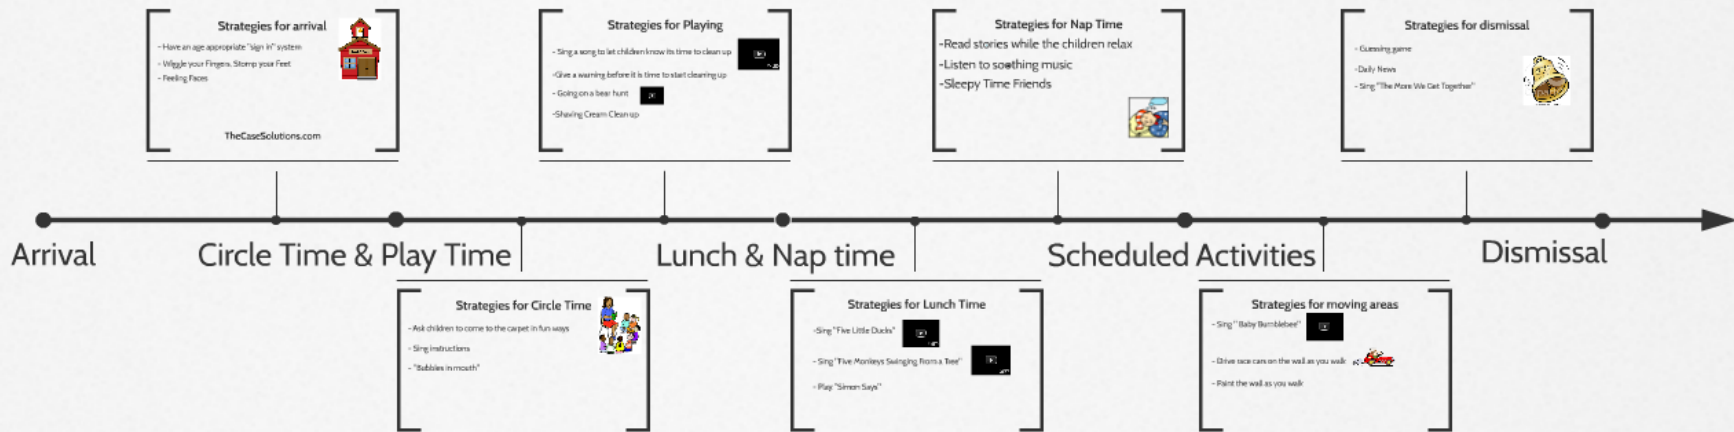 Strategies for arrival
- Have an age appropriate "sign in" system
- Wiggle your Fingers, Stomp your Feet
- Feeling Faces
TheCaseSolutions.com
Strategies for Playing
- Sing a song to let children know its time to clean up
-Give a warning before it is time to start cleaning up
- Going on a bear hunt
-Shaving Cream Clean up
Strategies for Nap Time
-Read stories while the children relax
-Listen to soothing music
-Sleepy Time Friends
Strategies for dismissal
- Guessing game
-Daily News
- Sing "The More We Get Together"
Arrival
Circle Time & Play Time
Lunch & Nap time
Scheduled Activities
Dismissal
Strategies for Circle Time
- Ask children to come to the carpet in fun ways
- Sing instructions
- "Bubbles in mouth"
Strategies for Lunch Time
-Sing "Five Little Ducks"
- Sing "Five Monkeys Swinging From a Tree"
- Play "Simon Says"
Strategies for moving areas
- Sing "Baby Bumblebee"
- Drive race cars on the wall as you walk
- Paint the wall as you walk